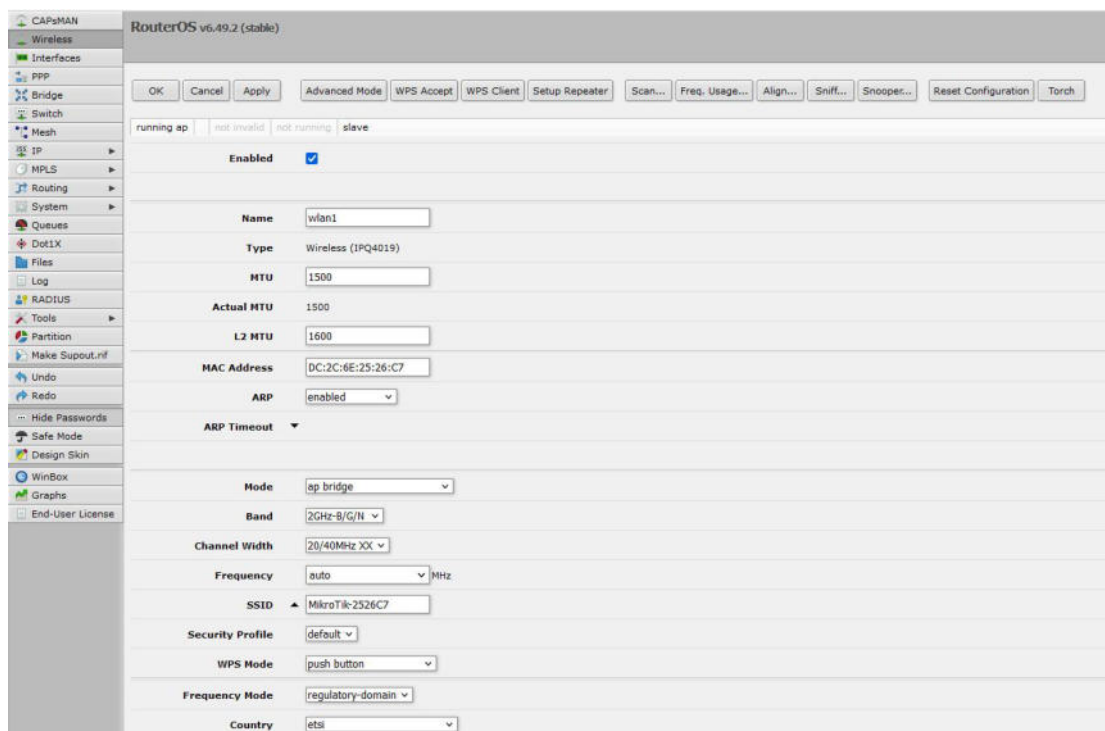 CAPsMAN
Wireless
Interfaces
PPP
Bridge
Switch
Mesh
IP
MPLS
Routing
System
Queues
Dot1X
Files
Log
RADIUS
Tools
Partition
Make Supout.rif
Undo
Redo
Hide Passwords
Safe Mode
Design Skin
WinBox
Graphs
End-User License
RouterOS v6.49.2 (stable)
OK Cancel Apply Advanced Mode WPS Accept WPS Client Setup Repeater Scan... Freq. Usage... Align... Sniff... Snooper... Reset Configuration Torch
running ap not invalid not running slave
Enabled
Name wlan1
Type Wireless (IPQ4019)
MTU 1500
Actual MTU 1500
L2 MTU 1600
MAC Address DC:2C:6E:25:26:C7
ARP enabled
ARP Timeout
Mode ap bridge
Band 2GHz-B/G/N
Channel Width 20/40MHz XX
Frequency auto MHz
SSID MikroTik-2526C7
Security Profile default
WPS Mode push button
Frequency Mode regulatory-domain
Country etsi